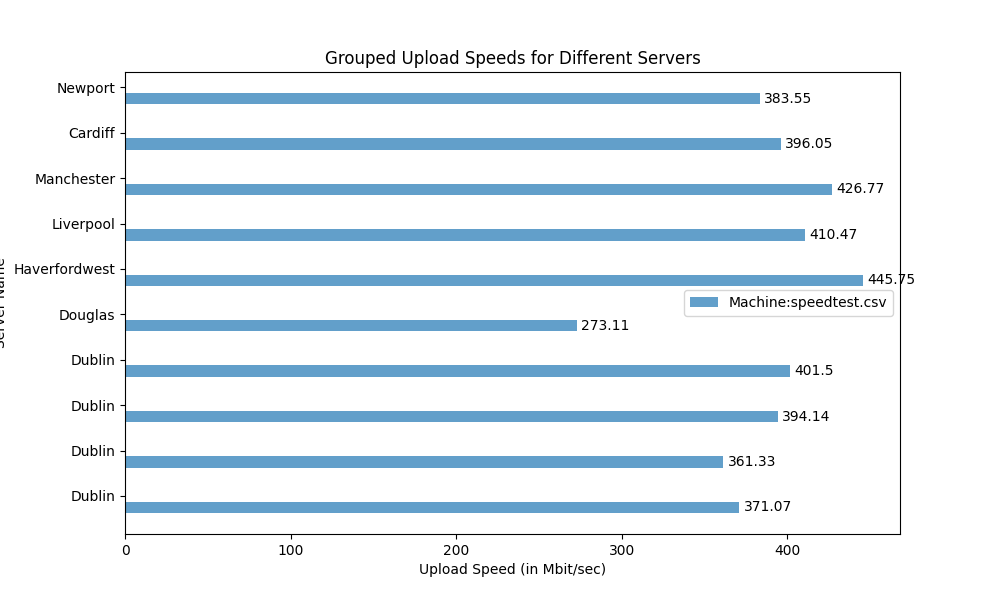 Grouped Upload Speeds for Different Servers
Newport
383.55
Cardiff
396.05
Manchester
426.77
Liverpool
410.47
Haverfordwest
445.75
Machine:speedtest.csv
Douglas
273.11
Dublin
401.5
Dublin
394.14
Dublin
361.33
Dublin
371.07
0 100 200 300 400
Upload Speed (in Mbit/sec)
Server Name